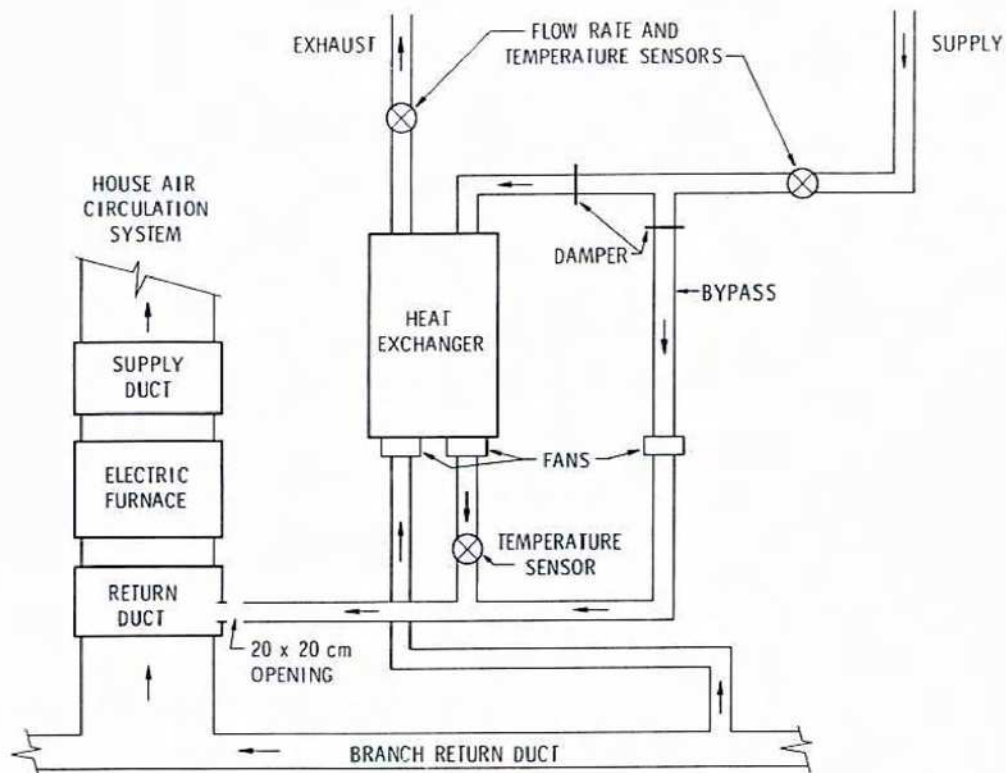 EXHAUST
FLOW RATE AND
TEMPERATURE SENSORS
SUPPLY
HOUSE AIR
CIRCULATION
SYSTEM
DAMPER
BYPASS
HEAT
EXCHANGER
SUPPLY
DUCT
FANS
ELECTRIC
FURNACE
TEMPERATURE
SENSOR
RETURN
DUCT
20 x 20 cm
OPENING
BRANCH RETURN DUCT